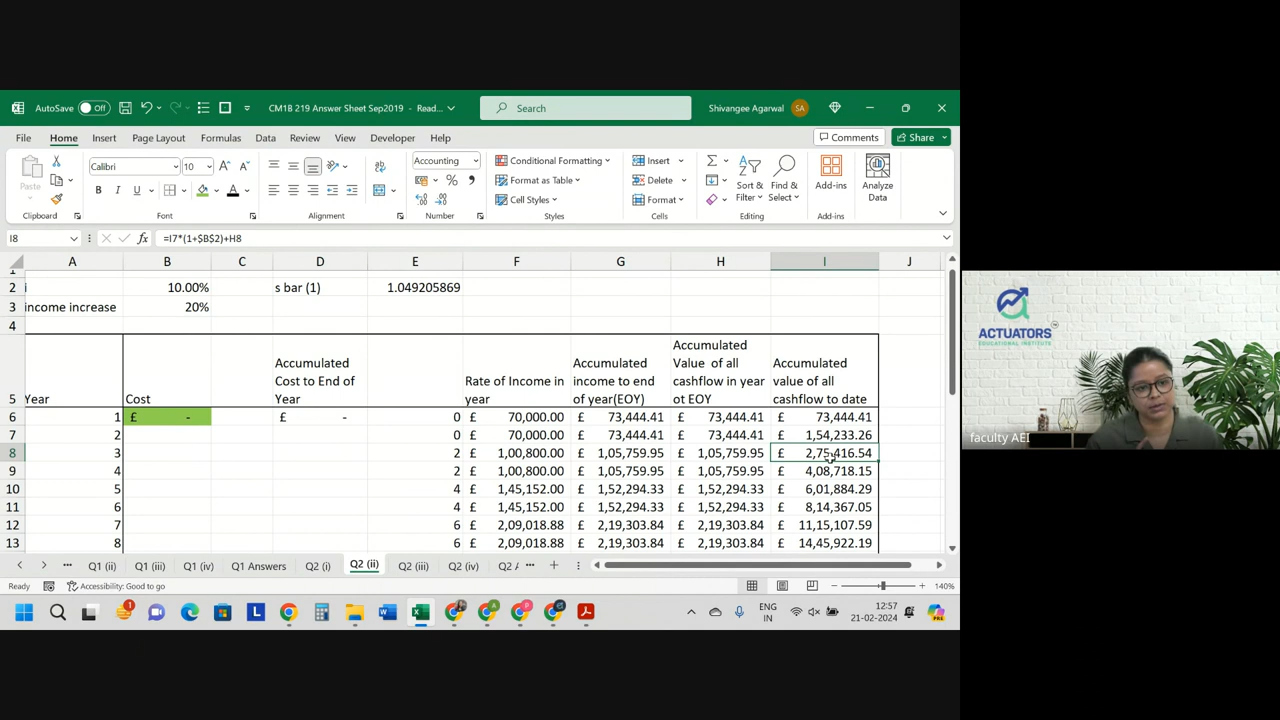 AutoSave Off CM1B 219 Answer Sheet Sep2019 - Read... Search Shivangee Agarwal SA
File Home Insert Page Layout Formulas Data Review View Developer Help Comments Share
Calibri 10 Accounting Conditional Formatting Insert
Paste Format as Table Delete Sort & Filter Find & Select Add-ins Analyze Data
B I U Cell Styles Format
Clipboard Font Alignment Number Styles Cells Editing Add-ins
I8 fx =I7*(1+$B$2)+H8
A B C D E F G H I J
1
2 i 10.00% s bar (1) 1.049205869
3 income increase 20%
4
5 Year Cost Accumulated Cost to End of Year Rate of Income in year Accumulated income to end of year(EOY) Accumulated Value of all cashflow in year ot EOY Accumulated value of all cashflow to date
6 1 £ - £ - 0 £ 70,000.00 £ 73,444.41 £ 73,444.41 £ 73,444.41
7 2 0 £ 70,000.00 £ 73,444.41 £ 73,444.41 £ 1,54,233.26
8 3 2 £ 1,00,800.00 £ 1,05,759.95 £ 1,05,759.95 £ 2,75,416.54
9 4 2 £ 1,00,800.00 £ 1,05,759.95 £ 1,05,759.95 £ 4,08,718.15
10 5 4 £ 1,45,152.00 £ 1,52,294.33 £ 1,52,294.33 £ 6,01,884.29
11 6 4 £ 1,45,152.00 £ 1,52,294.33 £ 1,52,294.33 £ 8,14,367.05
12 7 6 £ 2,09,018.88 £ 2,19,303.84 £ 2,19,303.84 £ 11,15,107.59
13 8 6 £ 2,09,018.88 £ 2,19,303.84 £ 2,19,303.84 £ 14,45,922.19
... Q1 (ii) Q1 (iii) Q1 (iv) Q1 Answers Q2 (i) Q2 (ii) Q2 (iii) Q2 (iv) Q2 ...
Ready Accessibility: Good to go 140%
ENG IN 12:57 21-02-2024
ACTUATORS
EDUCATIONAL INSTITUTE
faculty AEI